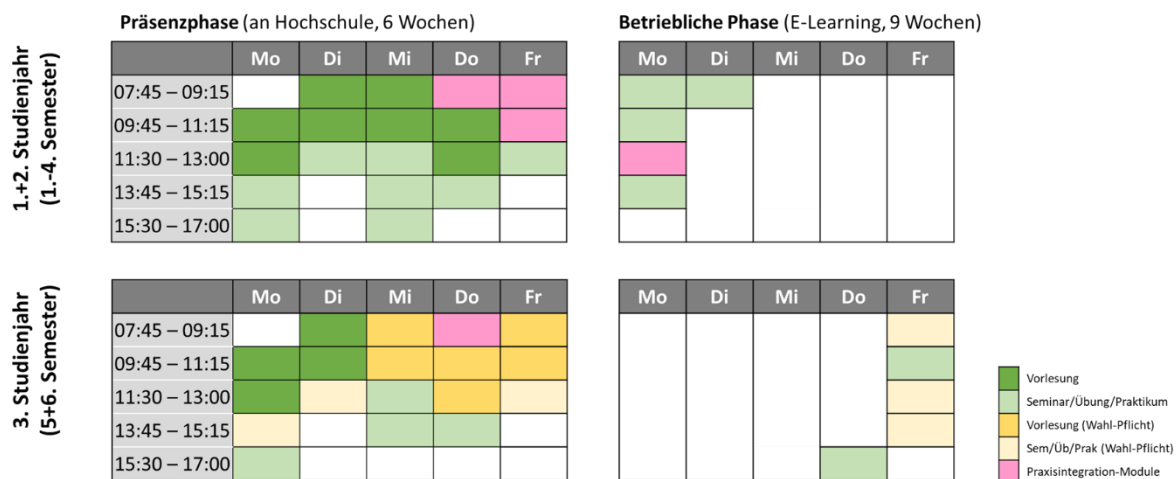 Präsenzphase (an Hochschule, 6 Wochen)
Betriebliche Phase (E-Learning, 9 Wochen)
1.+2. Studienjahr
(1.-4. Semester)
Mo Di Mi Do Fr
07:45 – 09:15
09:45 – 11:15
11:30 – 13:00
13:45 – 15:15
15:30 – 17:00
Mo Di Mi Do Fr
3. Studienjahr
(5+6. Semester)
Mo Di Mi Do Fr
07:45 – 09:15
09:45 – 11:15
11:30 – 13:00
13:45 – 15:15
15:30 – 17:00
Mo Di Mi Do Fr
Vorlesung
Seminar/Übung/Praktikum
Vorlesung (Wahl-Pflicht)
Sem/Üb/Prak (Wahl-Pflicht)
Praxisintegration-Module